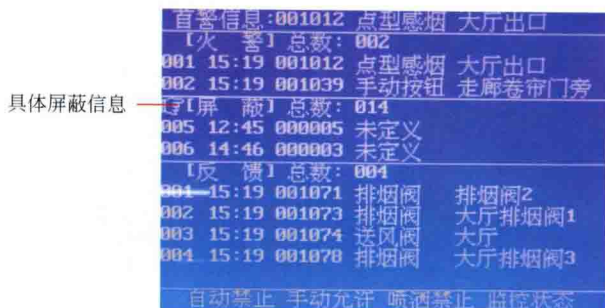 首警信息:001012 点型感烟 大厅出口
【火 警】总数: 002
001 15:19 001012 点型感烟 大厅出口
002 15:19 001039 手动按钮 走廊卷帘门旁
具体屏蔽信息
【屏 蔽】总数: 014
005 12:45 000005 未定义
006 14:46 000003 未定义
【反 馈】总数: 004
001 15:19 001071 排烟阀 排烟阀2
002 15:19 001073 排烟阀 大厅排烟阀1
003 15:19 001074 送风阀 大厅
004 15:19 001078 排烟阀 大厅排烟阀3
自动禁止 手动允许 喷洒禁止 监控状态